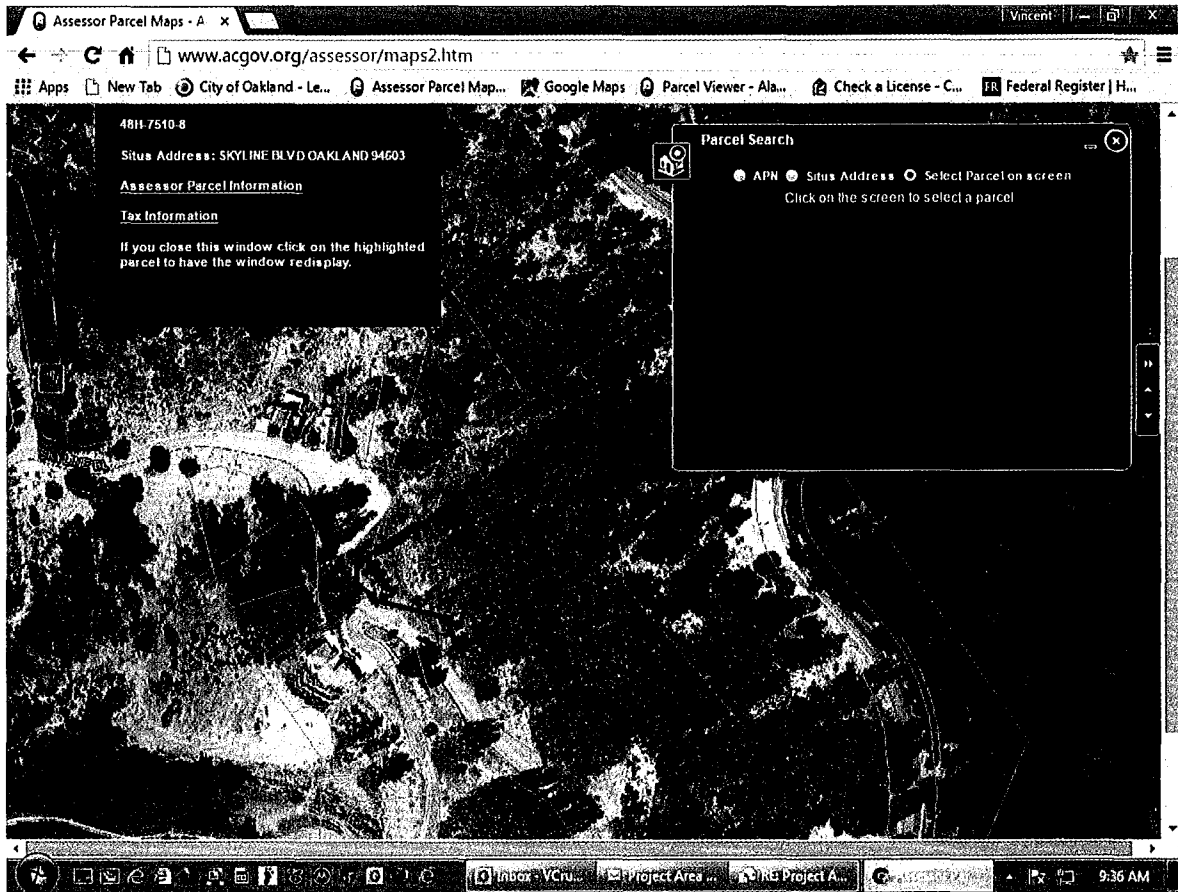 Assessor Parcel Maps - A
Vincent
www.acgov.org/assessor/maps2.htm
Apps New Tab City of Oakland - Le... Assessor Parcel Map... Google Maps Parcel Viewer - Ala... Check a License - C... FR Federal Register | H...
48H-7510-8
Situs Address: SKYLINE BLVD OAKLAND 94603
Assessor Parcel Information
Tax Information
If you close this window click on the highlighted
parcel to have the window redisplay.
Parcel Search
APN Situs Address Select Parcel on screen
Click on the screen to select a parcel
Inbox - VCru... Project Area ... RE: Project A... 9:36 AM